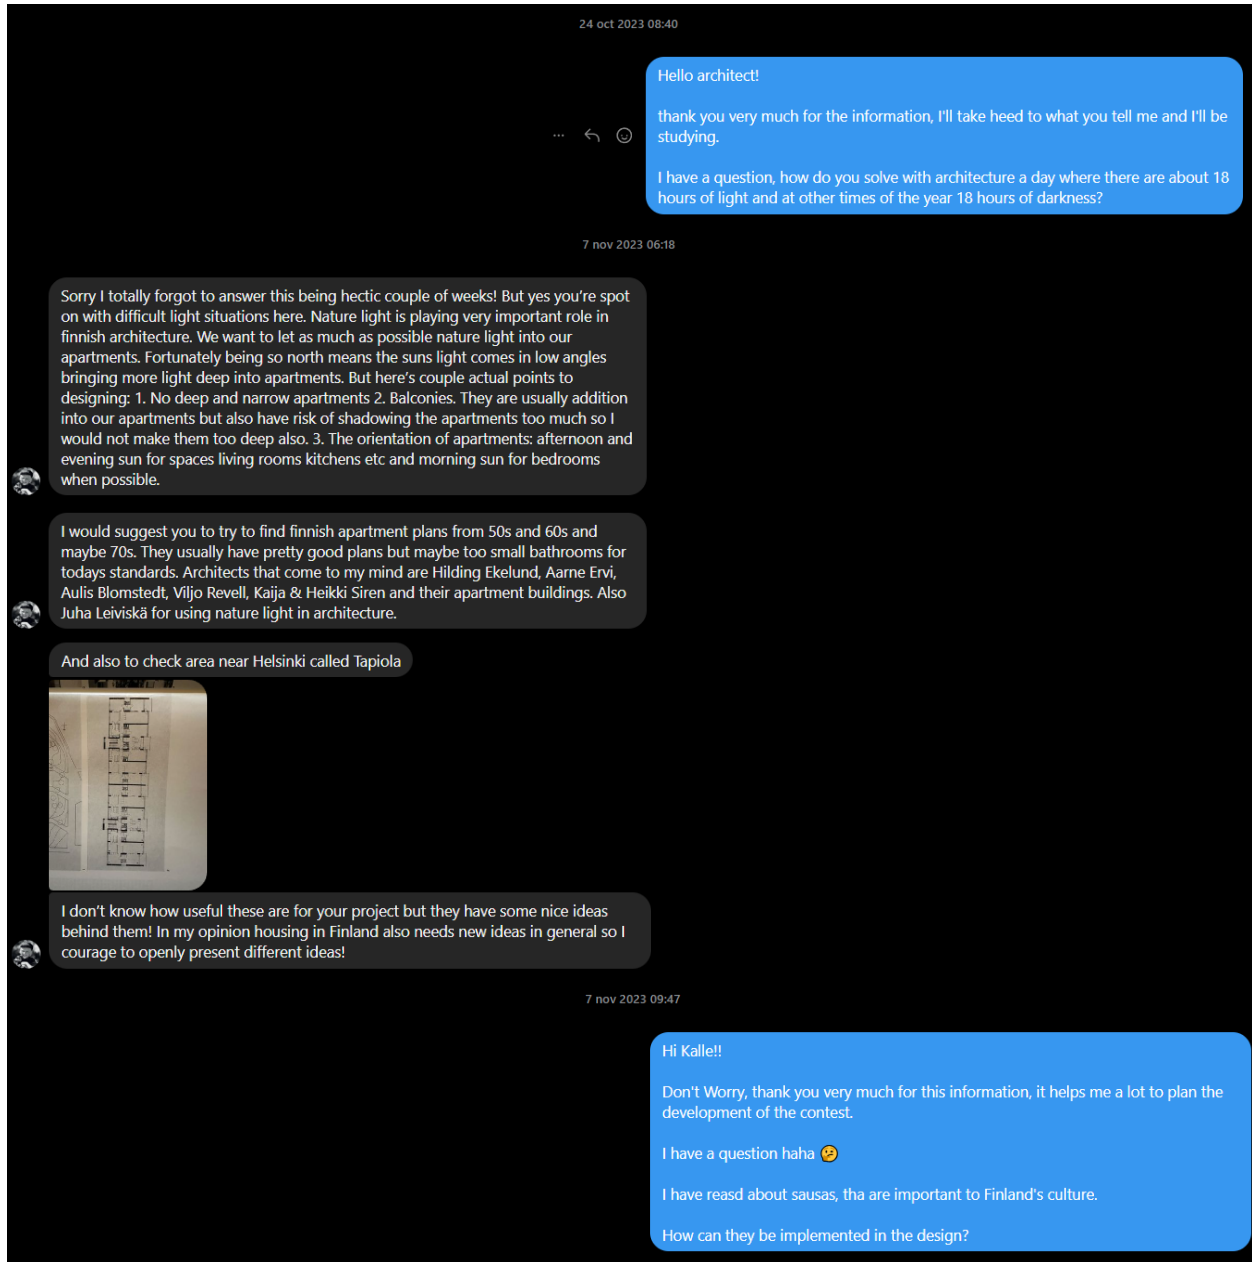 24 oct 2023 08:40
Hello architect!
thank you very much for the information, I'll take heed to what you tell me and I'll be
studying.
I have a question, how do you solve with architecture a day where there are about 18
hours of light and at other times of the year 18 hours of darkness?
7 nov 2023 06:18
Sorry I totally forgot to answer this being hectic couple of weeks! But yes you’re spot
on with difficult light situations here. Nature light is playing very important role in
finnish architecture. We want to let as much as possible nature light into our
apartments. Fortunately being so north means the suns light comes in low angles
bringing more light deep into apartments. But here’s couple actual points to
designing: 1. No deep and narrow apartments 2. Balconies. They are usually addition
into our apartments but also have risk of shadowing the apartments too much so I
would not make them too deep also. 3. The orientation of apartments: afternoon and
evening sun for spaces living rooms kitchens etc and morning sun for bedrooms
when possible.
I would suggest you to try to find finnish apartment plans from 50s and 60s and
maybe 70s. They usually have pretty good plans but maybe too small bathrooms for
todays standards. Architects that come to my mind are Hilding Ekelund, Aarne Ervi,
Aulis Blomstedt, Viljo Revell, Kaija & Heikki Siren and their apartment buildings. Also
Juha Leiviskä for using nature light in architecture.
And also to check area near Helsinki called Tapiola
I don’t know how useful these are for your project but they have some nice ideas
behind them! In my opinion housing in Finland also needs new ideas in general so I
courage to openly present different ideas!
7 nov 2023 09:47
Hi Kalle!!
Don't Worry, thank you very much for this information, it helps me a lot to plan the
development of the contest.
I have a question haha 🤔
I have reasd about sausas, tha are important to Finland's culture.
How can they be implemented in the design?